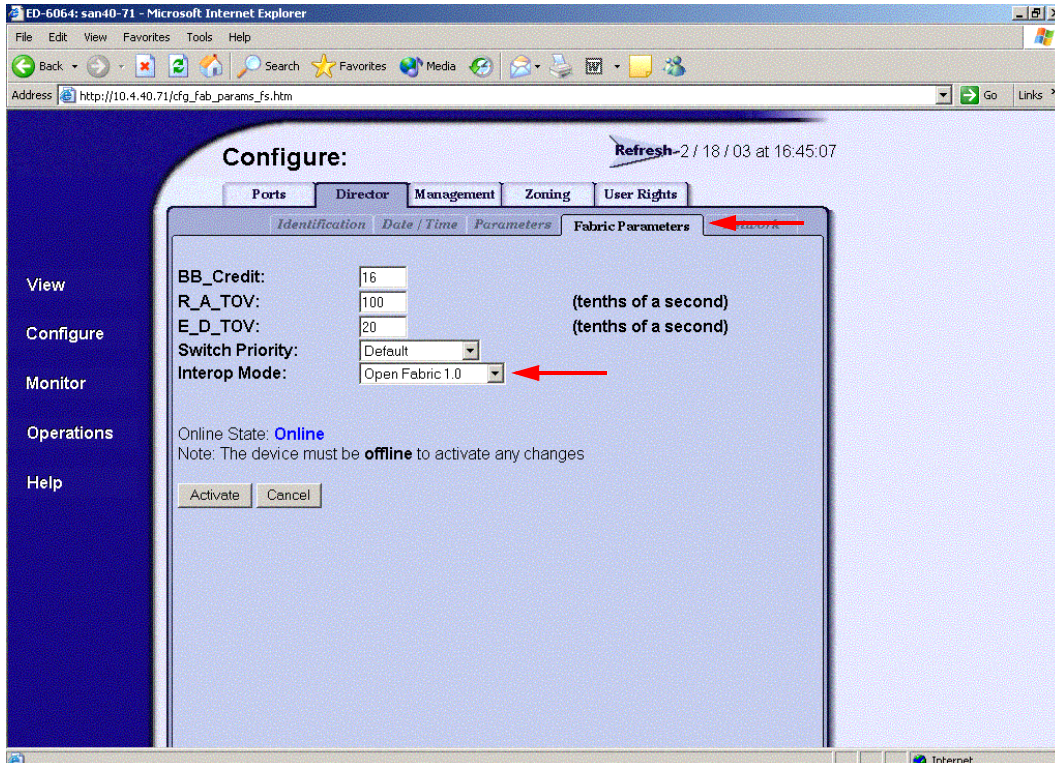 ED-6064: san40-71 - Microsoft Internet Explorer
File Edit View Favorites Tools Help
Back Search Favorites Media
Address http://10.4.40.71/cfg_fab_params_fs.htm Go Links
Configure:
Refresh 2 / 18 / 03 at 16:45:07
Ports Director Management Zoning User Rights
Identification Date / Time Parameters Fabric Parameters
View
Configure
Monitor
Operations
Help
BB_Credit: 16
R_A_TOV: 100 (tenths of a second)
E_D_TOV: 20 (tenths of a second)
Switch Priority: Default
Interop Mode: Open Fabric 1.0
Online State: Online
Note: The device must be offline to activate any changes
Activate Cancel
Internet